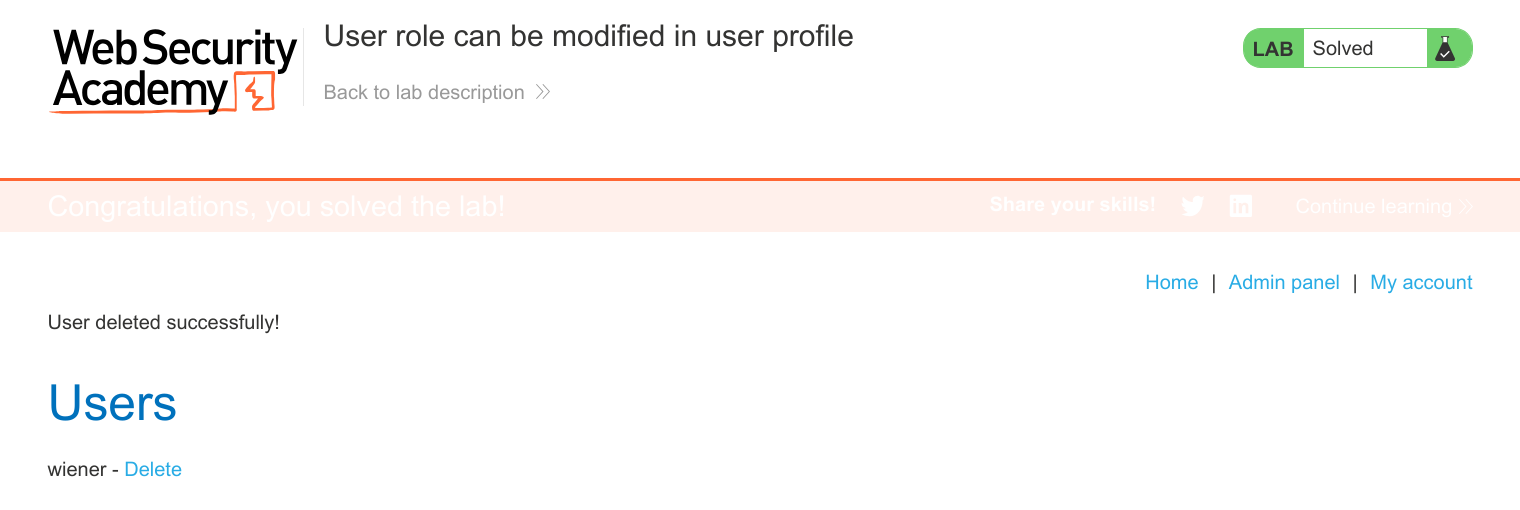 Web Security
Academy
User role can be modified in user profile
Back to lab description
LAB Solved
Congratulations, you solved the lab!
Share your skills!
Continue learning
Home | Admin panel | My account
User deleted successfully!
Users
wiener - Delete